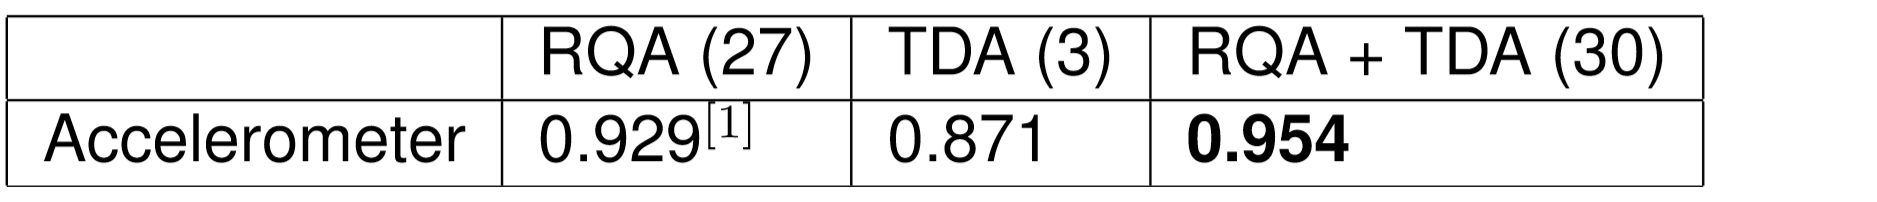 RQA (27) TDA (3) RQA + TDA (30)
Accelerometer 0.929[1] 0.871 0.954